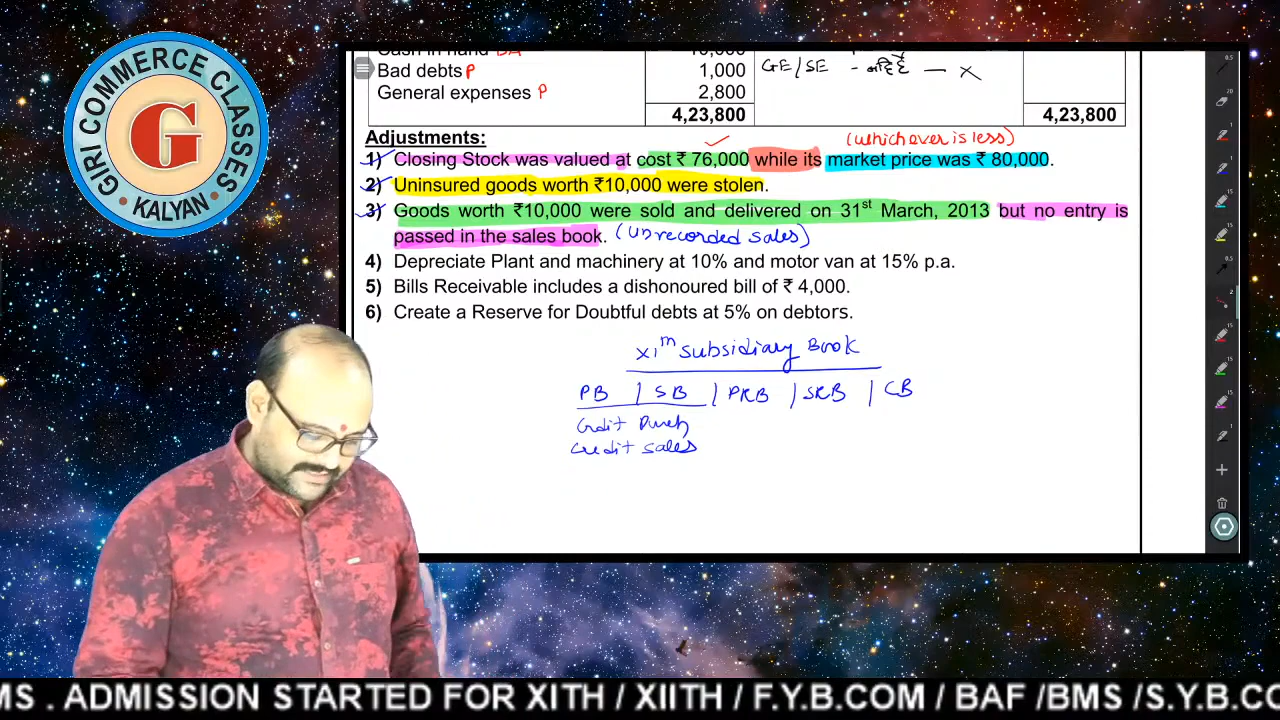 GIRI COMMERCE CLASSES
G
• KALYAN •
Bad debts P 1,000 GE/SE - — ×
General expenses P 2,800
4,23,800 4,23,800
Adjustments: (whichever is less)
1) Closing Stock was valued at cost ₹ 76,000 while its market price was ₹ 80,000.
2) Uninsured goods worth ₹10,000 were stolen.
3) Goods worth ₹10,000 were sold and delivered on 31st March, 2013 but no entry is
passed in the sales book. (unrecorded sales)
4) Depreciate Plant and machinery at 10% and motor van at 15% p.a.
5) Bills Receivable includes a dishonoured bill of ₹ 4,000.
6) Create a Reserve for Doubtful debts at 5% on debtors.
XIth Subsidiary Book
PB | SB | PRB | SRB | CB
Credit Purch
Credit sales
MS . ADMISSION STARTED FOR XITH / XIITH / F.Y.B.COM / BAF /BMS /S.Y.B.CO